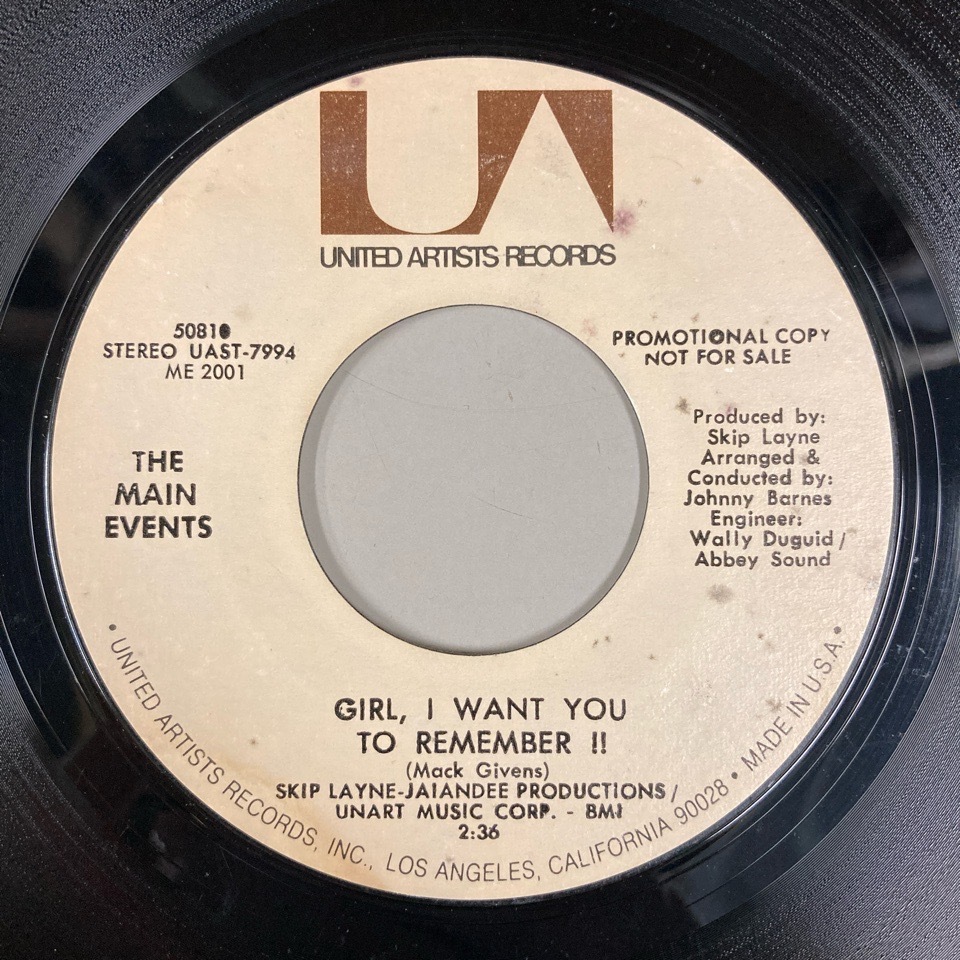 UA
UNITED ARTISTS RECORDS
50810
STEREO UAST-7994
ME 2001
PROMOTIONAL COPY
NOT FOR SALE
THE
MAIN
EVENTS
Produced by:
Skip Layne
Arranged &
Conducted by:
Johnny Barnes
Engineer:
Wally Duguid /
Abbey Sound
GIRL, I WANT YOU
TO REMEMBER !!
(Mack Givens)
SKIP LAYNE-JAIANDEE PRODUCTIONS /
UNART MUSIC CORP. - BMI
2:36
• UNITED ARTISTS RECORDS, INC., LOS ANGELES, CALIFORNIA 90028 • MADE IN U.S.A. •